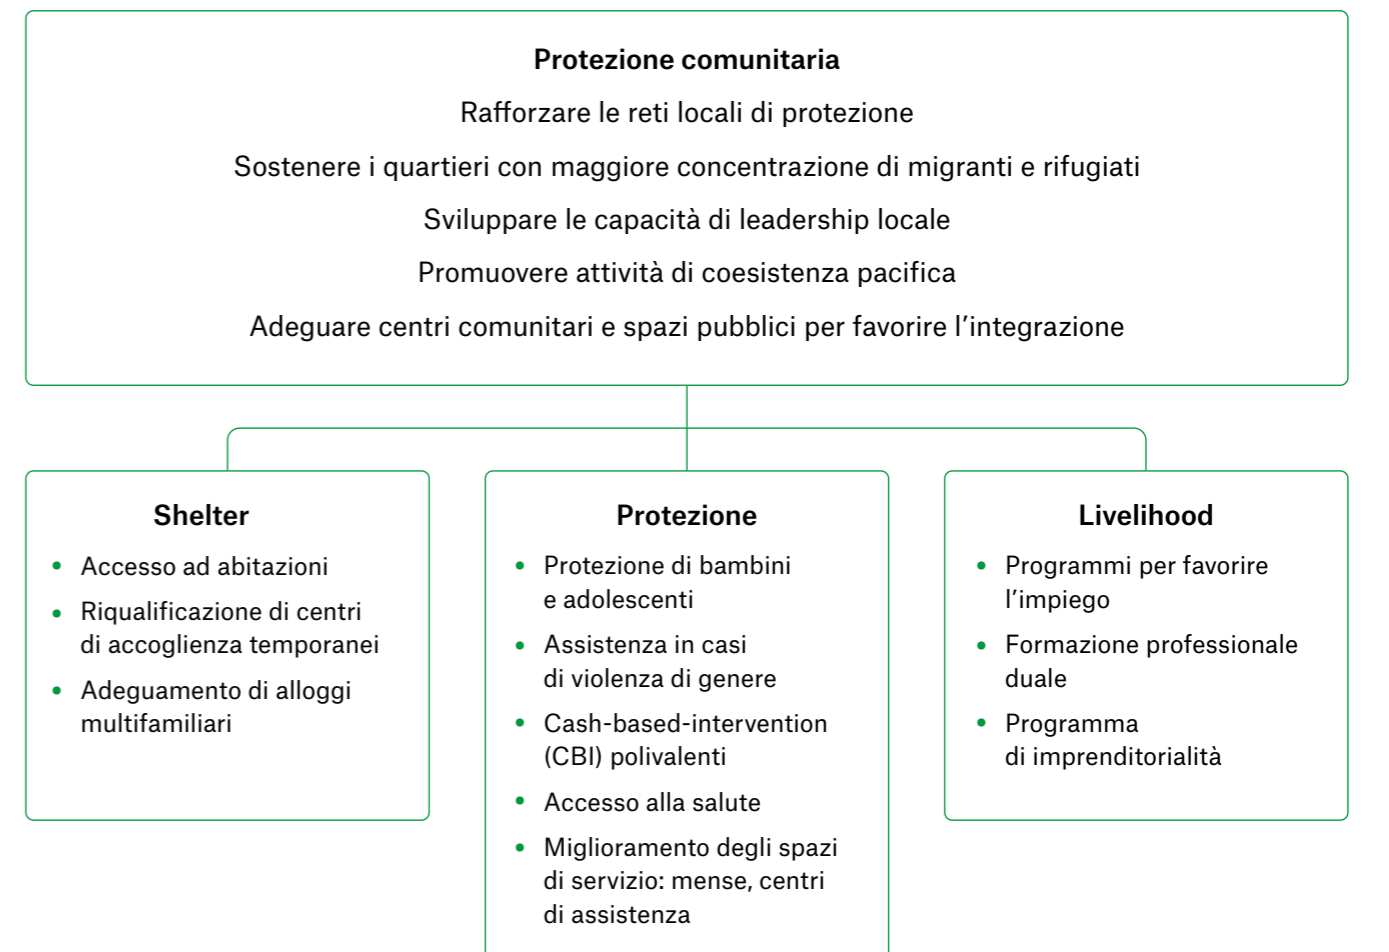 Protezione comunitaria
Rafforzare le reti locali di protezione
Sostenere i quartieri con maggiore concentrazione di migranti e rifugiati
Sviluppare le capacità di leadership locale
Promuovere attività di coesistenza pacifica
Adeguare centri comunitari e spazi pubblici per favorire l’integrazione
Shelter
• Accesso ad abitazioni
• Riqualificazione di centri
di accoglienza temporanei
• Adeguamento di alloggi
multifamiliari
Protezione
• Protezione di bambini
e adolescenti
• Assistenza in casi
di violenza di genere
• Cash-based-intervention
(CBI) polivalenti
• Accesso alla salute
• Miglioramento degli spazi
di servizio: mense, centri
di assistenza
Livelihood
• Programmi per favorire
l’impiego
• Formazione professionale
duale
• Programma
di imprenditorialità